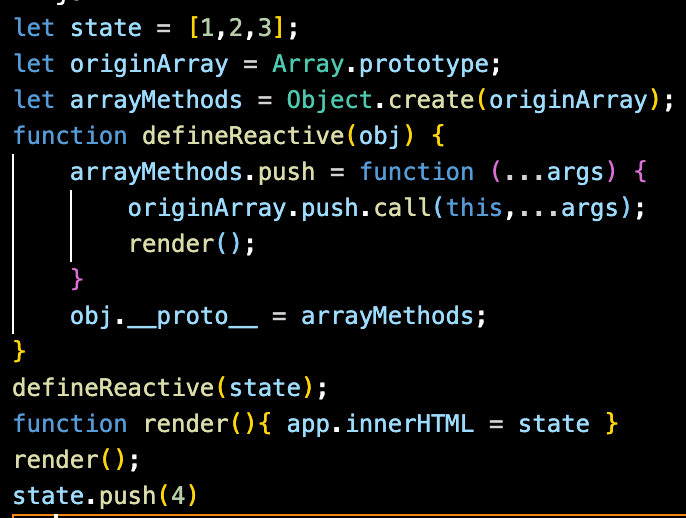 let state = [1,2,3];
let originArray = Array.prototype;
let arrayMethods = Object.create(originArray);
function defineReactive(obj) {
    arrayMethods.push = function (...args) {
        originArray.push.call(this,...args);
        render();
    }
    obj.__proto__ = arrayMethods;
}
defineReactive(state);
function render(){ app.innerHTML = state }
render();
state.push(4)